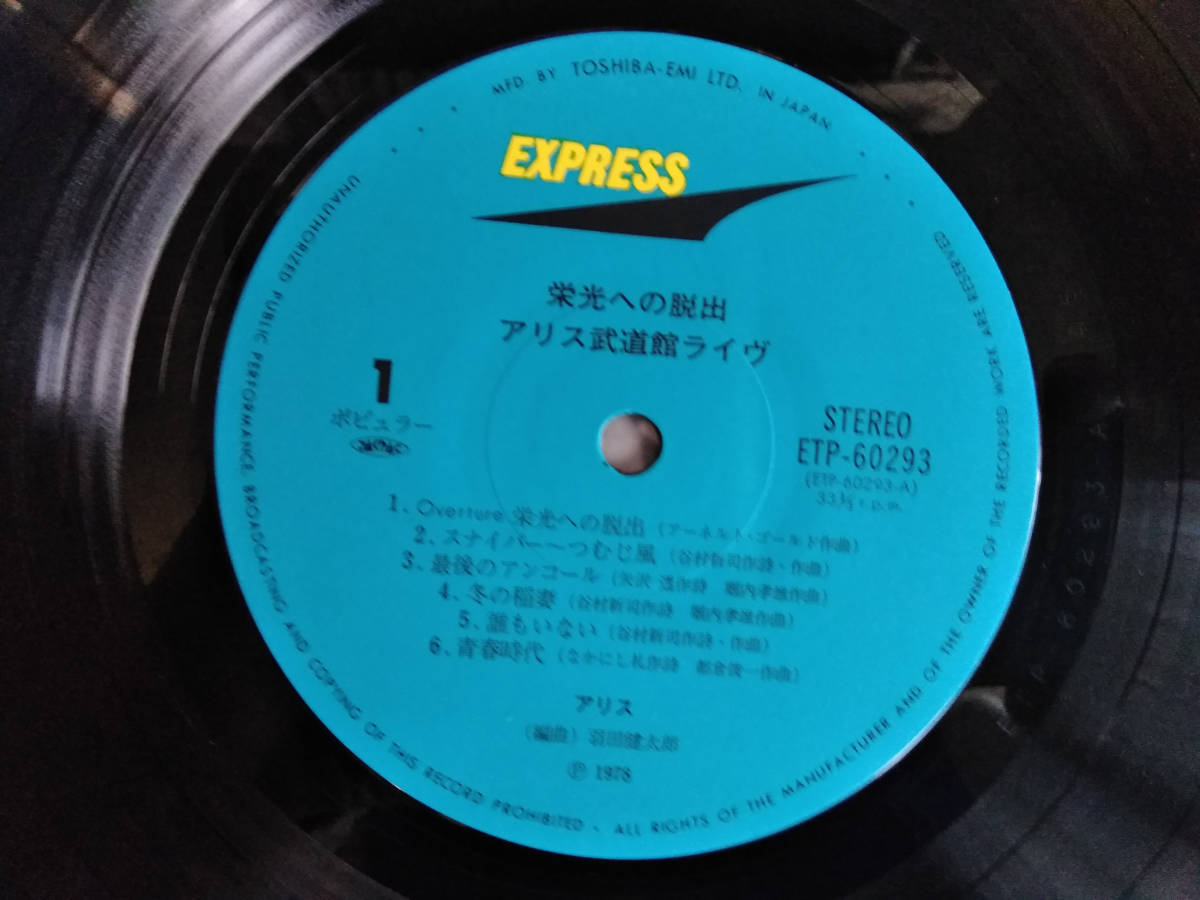 MFD. BY TOSHIBA-EMI LTD. IN JAPAN
EXPRESS
栄光への脱出
アリス武道館ライヴ
1
ポピュラー
STEREO
ETP-60293
(ETP-60293-A)
33⅓ r.p.m.
1. Overture 栄光への脱出 (アーネルト・ゴールド作曲)
2. スナイパー〜つむじ風 (谷村新司作詩・作曲)
3. 最後のアンコール (矢沢 透作詩 堀内孝雄作曲)
4. 冬の稲妻 (谷村新司作詩 堀内孝雄作曲)
5. 誰もいない (谷村新司作詩・作曲)
6. 青春時代 (なかにし礼作詩 都倉俊一作曲)
アリス
(編曲) 羽田健太郎
Ⓟ 1978
UNAUTHORIZED PUBLIC PERFORMANCE, BROADCASTING AND COPYING OF THIS RECORD PROHIBITED - ALL RIGHTS OF THE MANUFACTURER AND OF THE OWNER OF THE RECORDED WORK ARE RESERVED